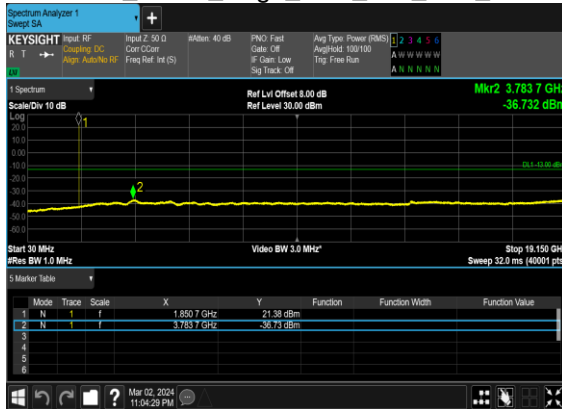 Spectrum Analyzer 1
Swept SA
+
KEYSIGHT Input: RF Input Z: 50 Ω #Atten: 40 dB PNO: Fast Avg Type: Power (RMS) 1 2 3 4 5 6
R T Coupling: DC Corr CCorr Gate: Off Avg|Hold: 100/100 A W W W W W
Align: Auto/No RF Freq Ref: Int (S) IF Gain: Low Trig: Free Run
Sig Track: Off A N N N N N
1 Spectrum Ref Lvl Offset 8.00 dB Mkr2 3.783 7 GHz
Scale/Div 10 dB Ref Level 30.00 dBm -36.732 dBm
Log
20.0
10.0
0.00
-10.0
-20.0
-30.0
-40.0
-50.0
-60.0
1
DL1 -13.00 dBm
2
Start 30 MHz Video BW 3.0 MHz* Stop 19.150 GHz
#Res BW 1.0 MHz Sweep 32.0 ms (40001 pts)
5 Marker Table
Mode Trace Scale X Y Function Function Width Function Value
1 N 1 f 1.850 7 GHz 21.38 dBm
2 N 1 f 3.783 7 GHz -36.73 dBm
3
4
5
6
? Mar 02, 2024
11:04:29 PM